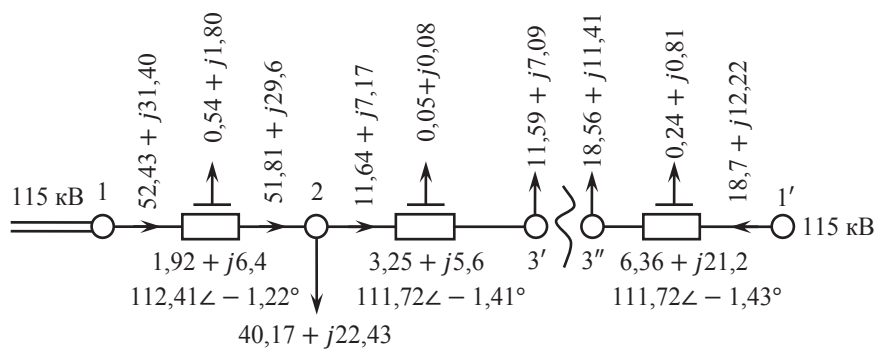 52,43 + j31,40
0,54 + j1,80
51,81 + j29,6
11,64 + j7,17
0,05+j0,08
11,59 + j7,09
18,56 + j11,41
0,24 + j0,81
18,7 + j12,22
115 кВ
1
2
3′
3″
1′
115 кВ
1,92 + j6,4
3,25 + j5,6
6,36 + j21,2
112,41∠ − 1,22°
111,72∠ − 1,41°
111,72∠ − 1,43°
40,17 + j22,43